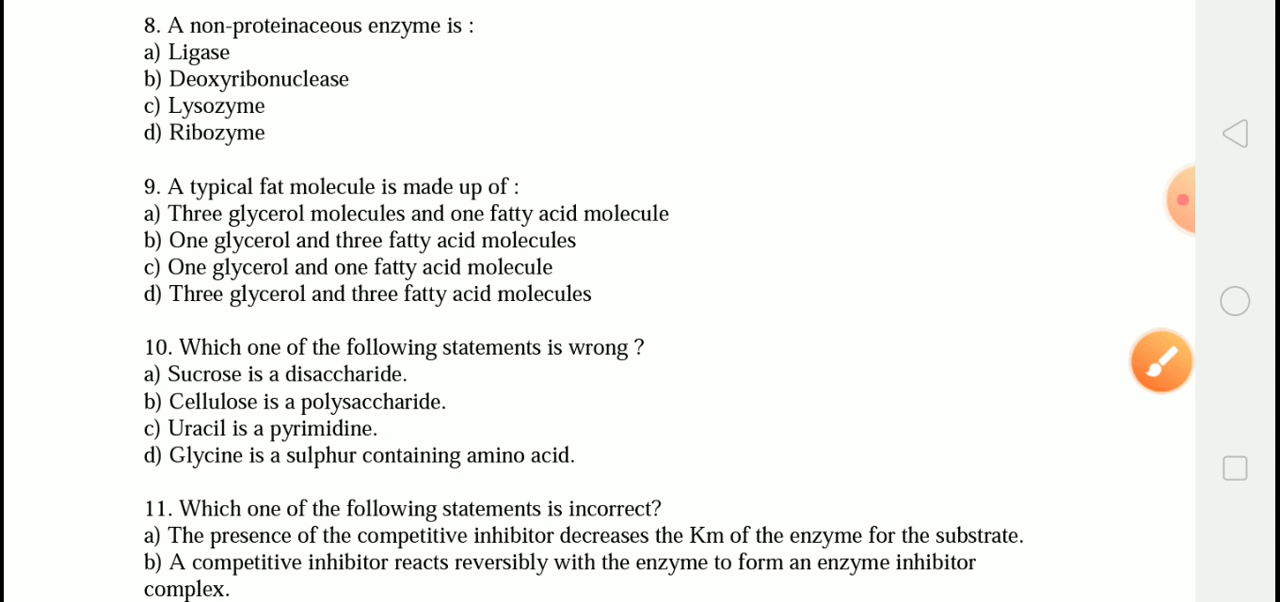 8. A non-proteinaceous enzyme is :
a) Ligase
b) Deoxyribonuclease
c) Lysozyme
d) Ribozyme
9. A typical fat molecule is made up of :
a) Three glycerol molecules and one fatty acid molecule
b) One glycerol and three fatty acid molecules
c) One glycerol and one fatty acid molecule
d) Three glycerol and three fatty acid molecules
10. Which one of the following statements is wrong ?
a) Sucrose is a disaccharide.
b) Cellulose is a polysaccharide.
c) Uracil is a pyrimidine.
d) Glycine is a sulphur containing amino acid.
11. Which one of the following statements is incorrect?
a) The presence of the competitive inhibitor decreases the Km of the enzyme for the substrate.
b) A competitive inhibitor reacts reversibly with the enzyme to form an enzyme inhibitor
complex.